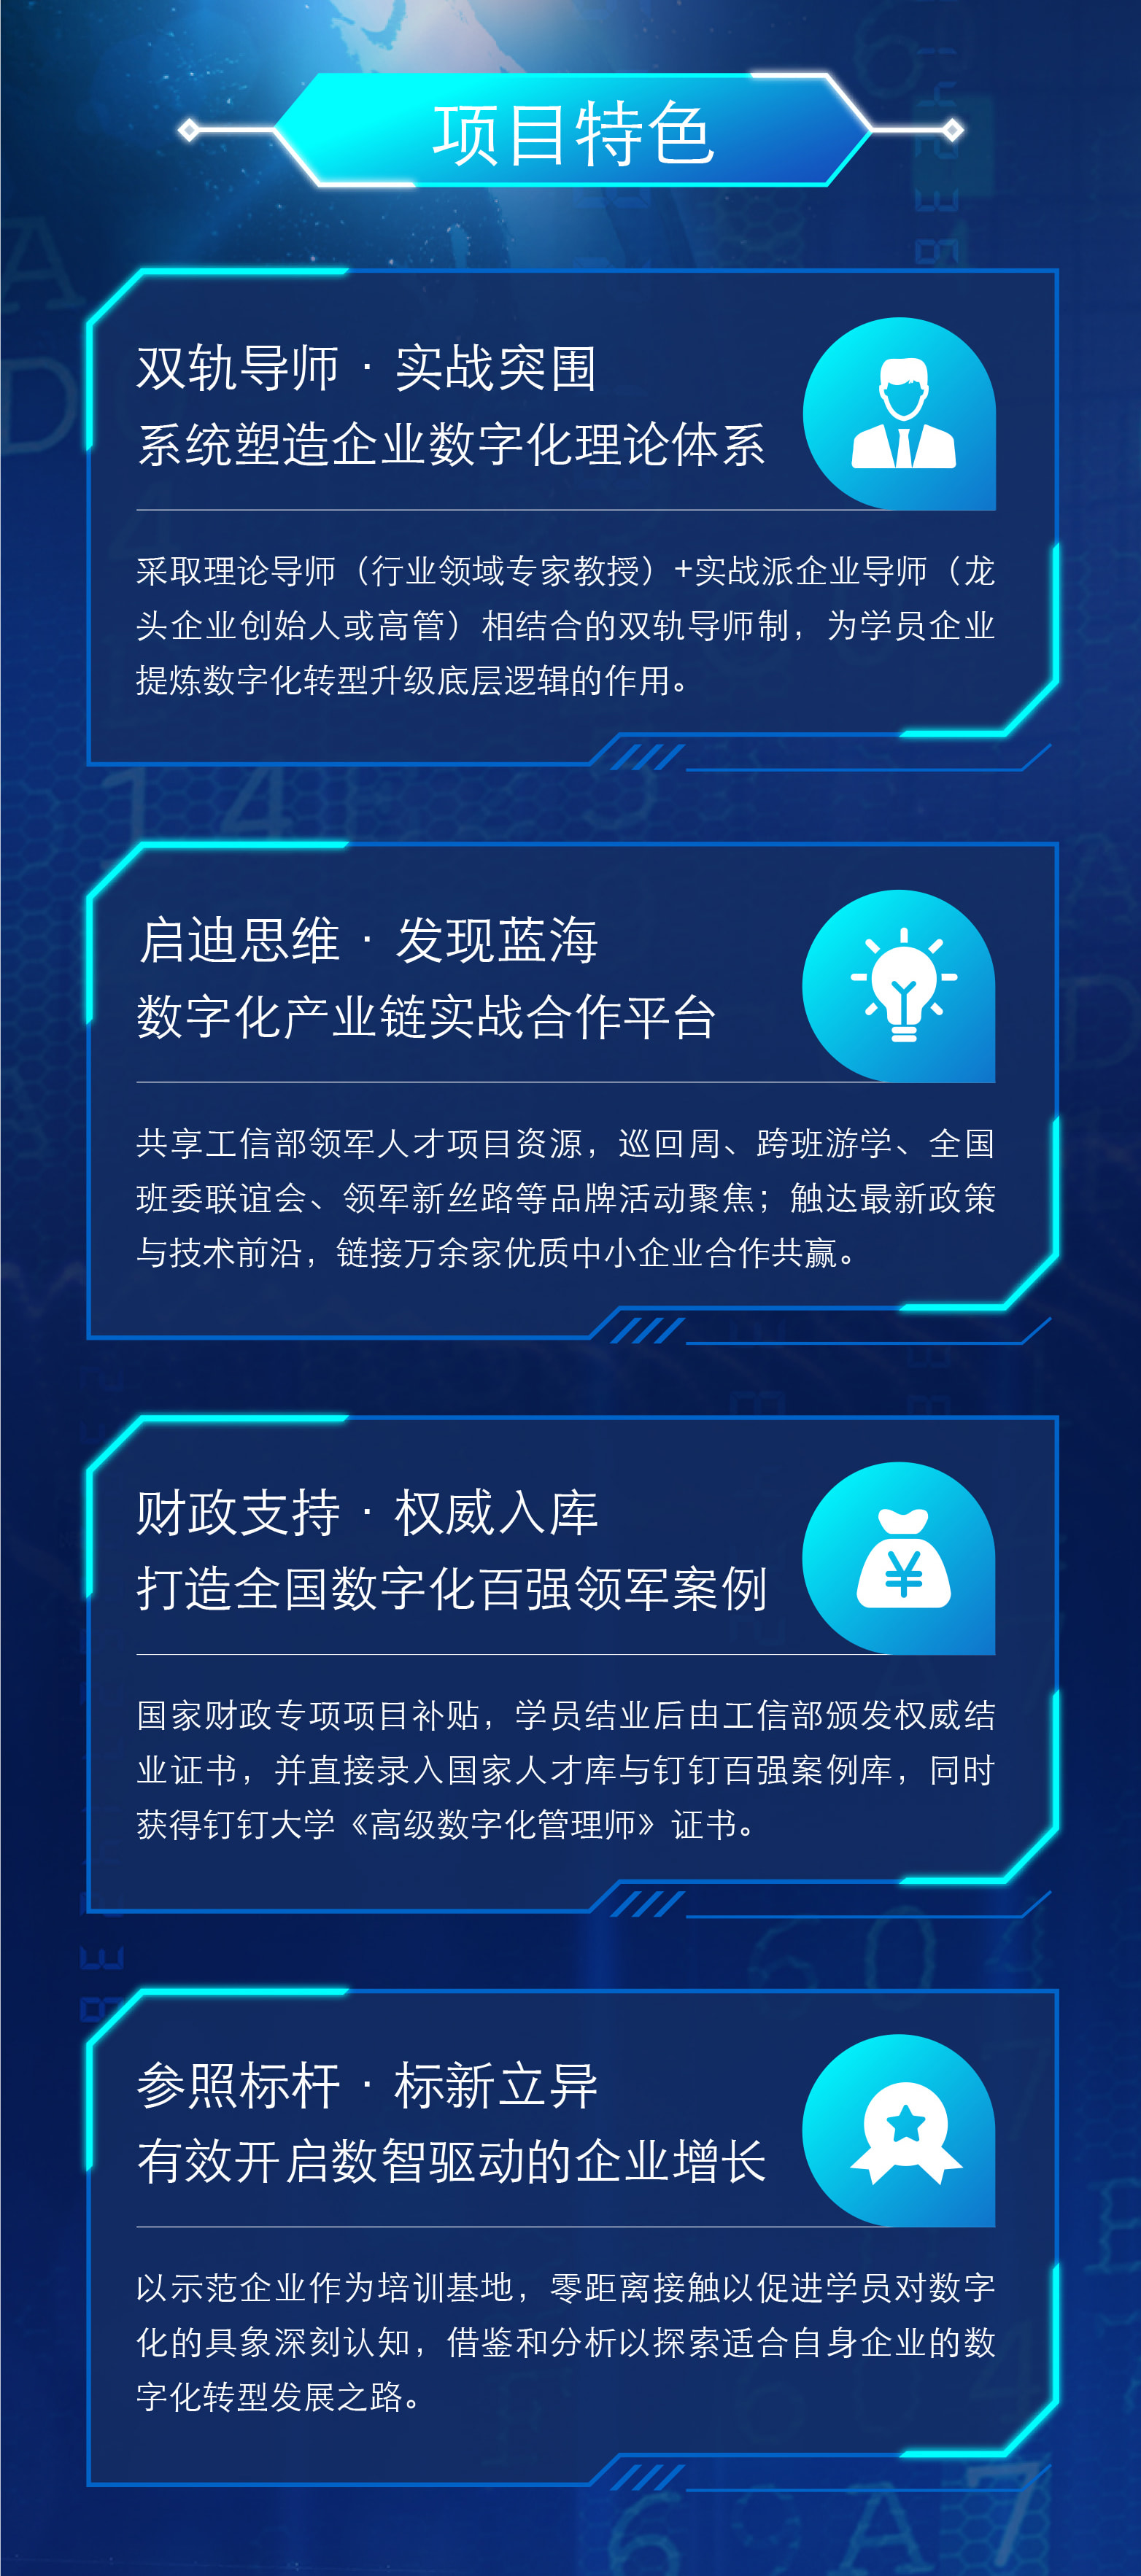 项目特色
双轨导师 · 实战突围
系统塑造企业数字化理论体系
采取理论导师（行业领域专家教授）+实战派企业导师（龙
头企业创始人或高管）相结合的双轨导师制，为学员企业
提炼数字化转型升级底层逻辑的作用。
启迪思维 · 发现蓝海
数字化产业链实战合作平台
共享工信部领军人才项目资源，巡回周、跨班游学、全国
班委联谊会、领军新丝路等品牌活动聚焦；触达最新政策
与技术前沿，链接万余家优质中小企业合作共赢。
财政支持 · 权威入库
打造全国数字化百强领军案例
国家财政专项项目补贴，学员结业后由工信部颁发权威结
业证书，并直接录入国家人才库与钉钉百强案例库，同时
获得钉钉大学《高级数字化管理师》证书。
参照标杆 · 标新立异
有效开启数智驱动的企业增长
以示范企业作为培训基地，零距离接触以促进学员对数字
化的具象深刻认知，借鉴和分析以探索适合自身企业的数
字化转型发展之路。